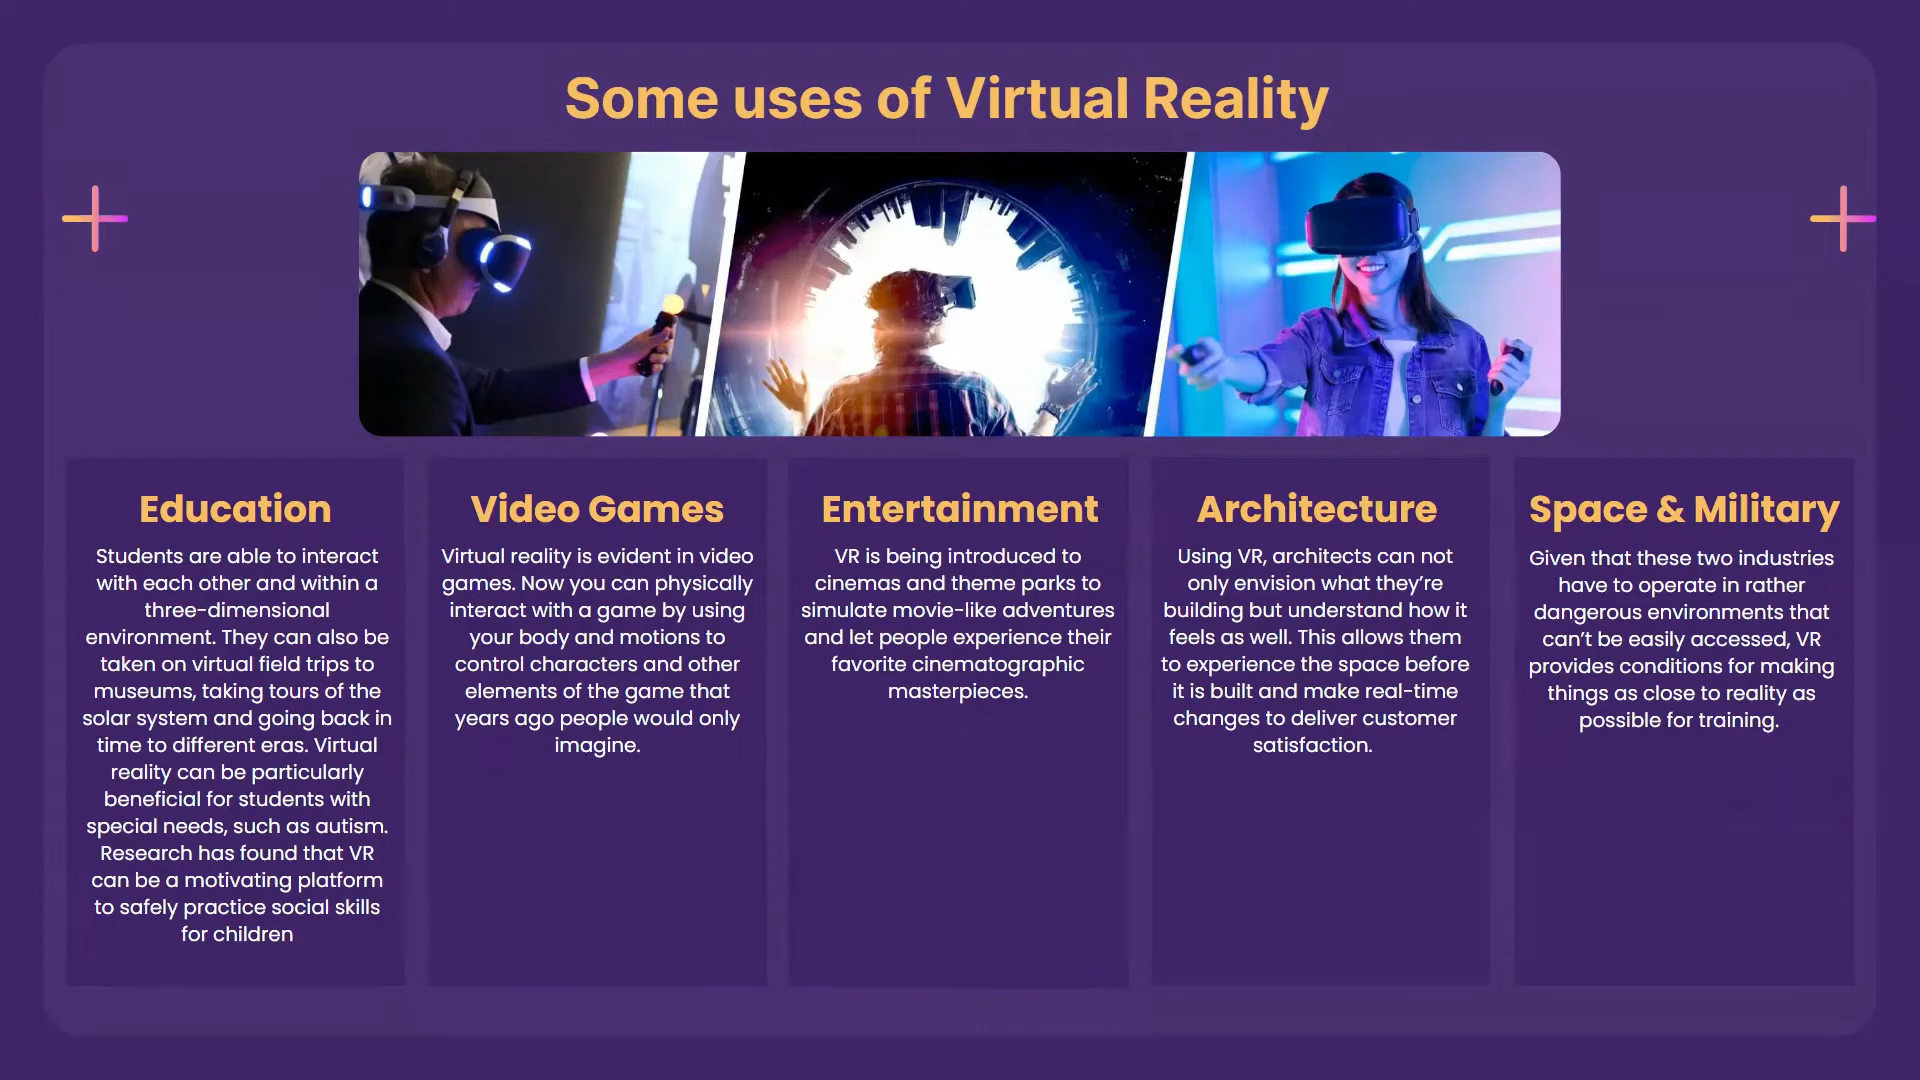 Some uses of Virtual Reality
Education
Students are able to interact
with each other and within a
three-dimensional
environment. They can also be
taken on virtual field trips to
museums, taking tours of the
solar system and going back in
time to different eras. Virtual
reality can be particularly
beneficial for students with
special needs, such as autism.
Research has found that VR
can be a motivating platform
to safely practice social skills
for children
Video Games
Virtual reality is evident in video
games. Now you can physically
interact with a game by using
your body and motions to
control characters and other
elements of the game that
years ago people would only
imagine.
Entertainment
VR is being introduced to
cinemas and theme parks to
simulate movie-like adventures
and let people experience their
favorite cinematographic
masterpieces.
Architecture
Using VR, architects can not
only envision what they’re
building but understand how it
feels as well. This allows them
to experience the space before
it is built and make real-time
changes to deliver customer
satisfaction.
Space & Military
Given that these two industries
have to operate in rather
dangerous environments that
can’t be easily accessed, VR
provides conditions for making
things as close to reality as
possible for training.